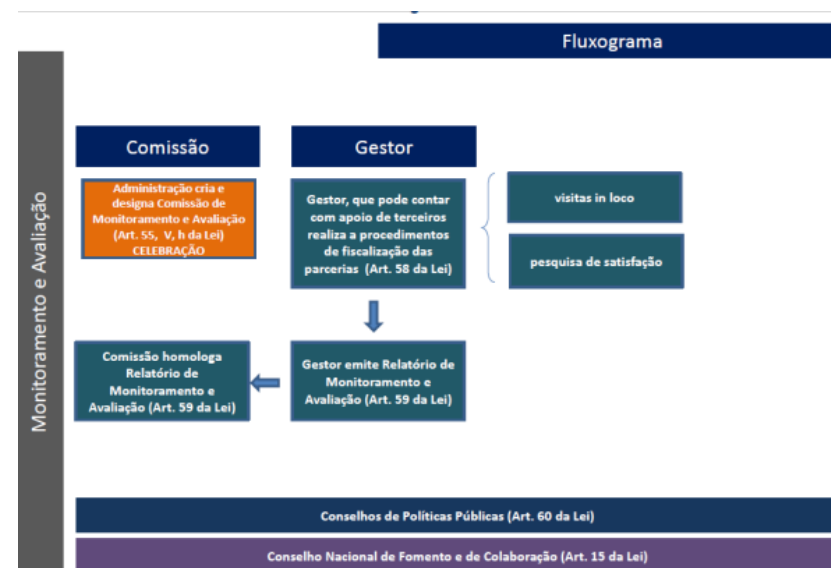 Fluxograma
Monitoramento e Avaliação
Comissão
Gestor
Administração cria e
designa Comissão de
Monitoramento e Avaliação
(Art. 55, V, h da Lei)
CELEBRAÇÃO
Gestor, que pode contar
com apoio de terceiros
realiza a procedimentos
de fiscalização das
parcerias (Art. 58 da Lei)
visitas in loco
pesquisa de satisfação
Comissão homologa
Relatório de
Monitoramento e
Avaliação (Art. 59 da Lei)
Gestor emite Relatório de
Monitoramento e
Avaliação (Art. 59 da Lei)
Conselhos de Políticas Públicas (Art. 60 da Lei)
Conselho Nacional de Fomento e de Colaboração (Art. 15 da Lei)